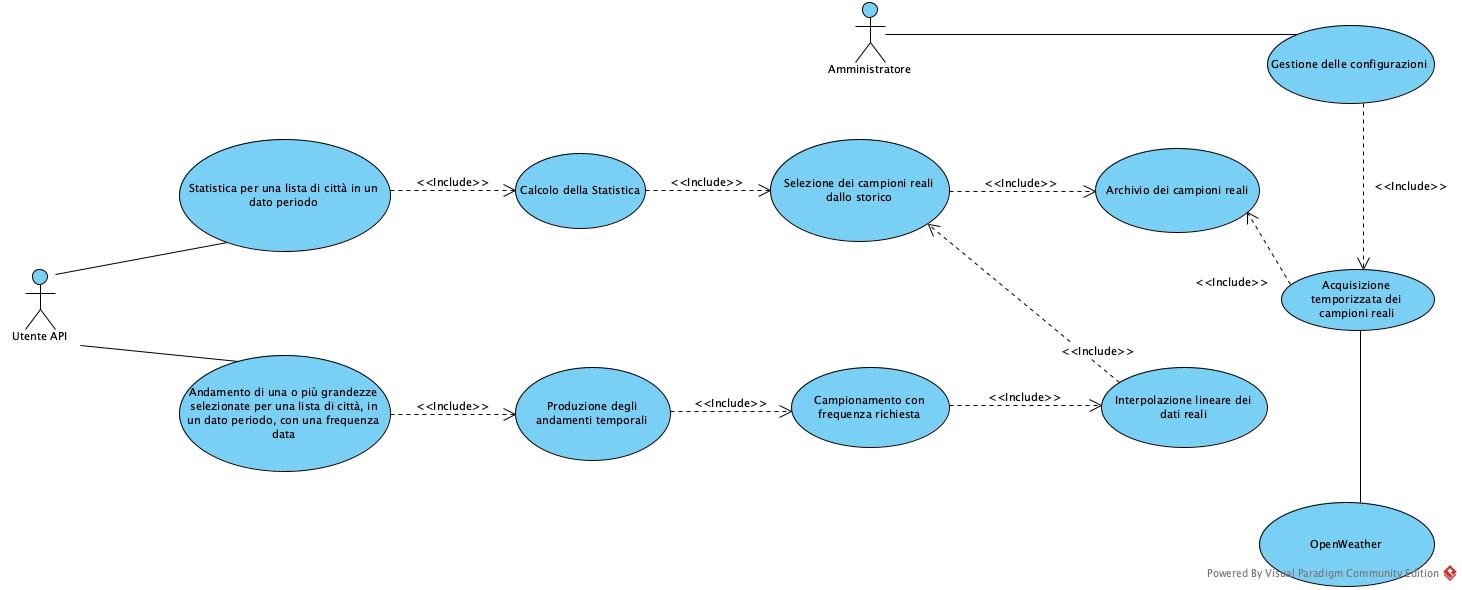 Amministratore
Gestione delle configurazioni
<<Include>>
Statistica per una lista di città in un
dato periodo
<<Include>>
Calcolo della Statistica
<<Include>>
Selezione dei campioni reali
dallo storico
<<Include>>
Archivio dei campioni reali
<<Include>>
Acquisizione
temporizzata dei
campioni reali
Utente API
<<Include>>
Andamento di una o più grandezze
selezionate per una lista di città, in
un dato periodo, con una frequenza
data
<<Include>>
Produzione degli
andamenti temporali
<<Include>>
Campionamento con
frequenza richiesta
<<Include>>
Interpolazione lineare dei
dati reali
OpenWeather
Powered By Visual Paradigm Community Edition